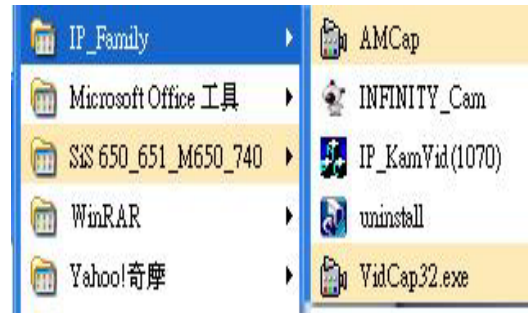 IP_Family
Microsoft Office 工具
SiS 650_651_M650_740
WinRAR
Yahoo!奇摩
AMCap
INFINITY_Cam
IP_KamVid(1070)
uninstall
VidCap32.exe